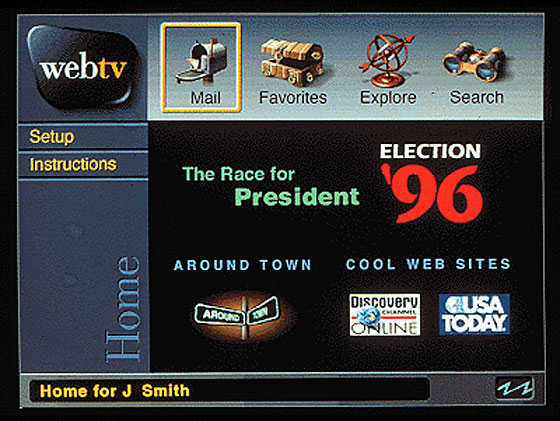 webtv
Mail
Favorites
Explore
Search
Setup
Instructions
The Race for
President
ELECTION
'96
AROUND TOWN
COOL WEB SITES
AROUND
TOWN
Discovery
CHANNEL
ONLINE
USA
TODAY
Home
Home for J Smith